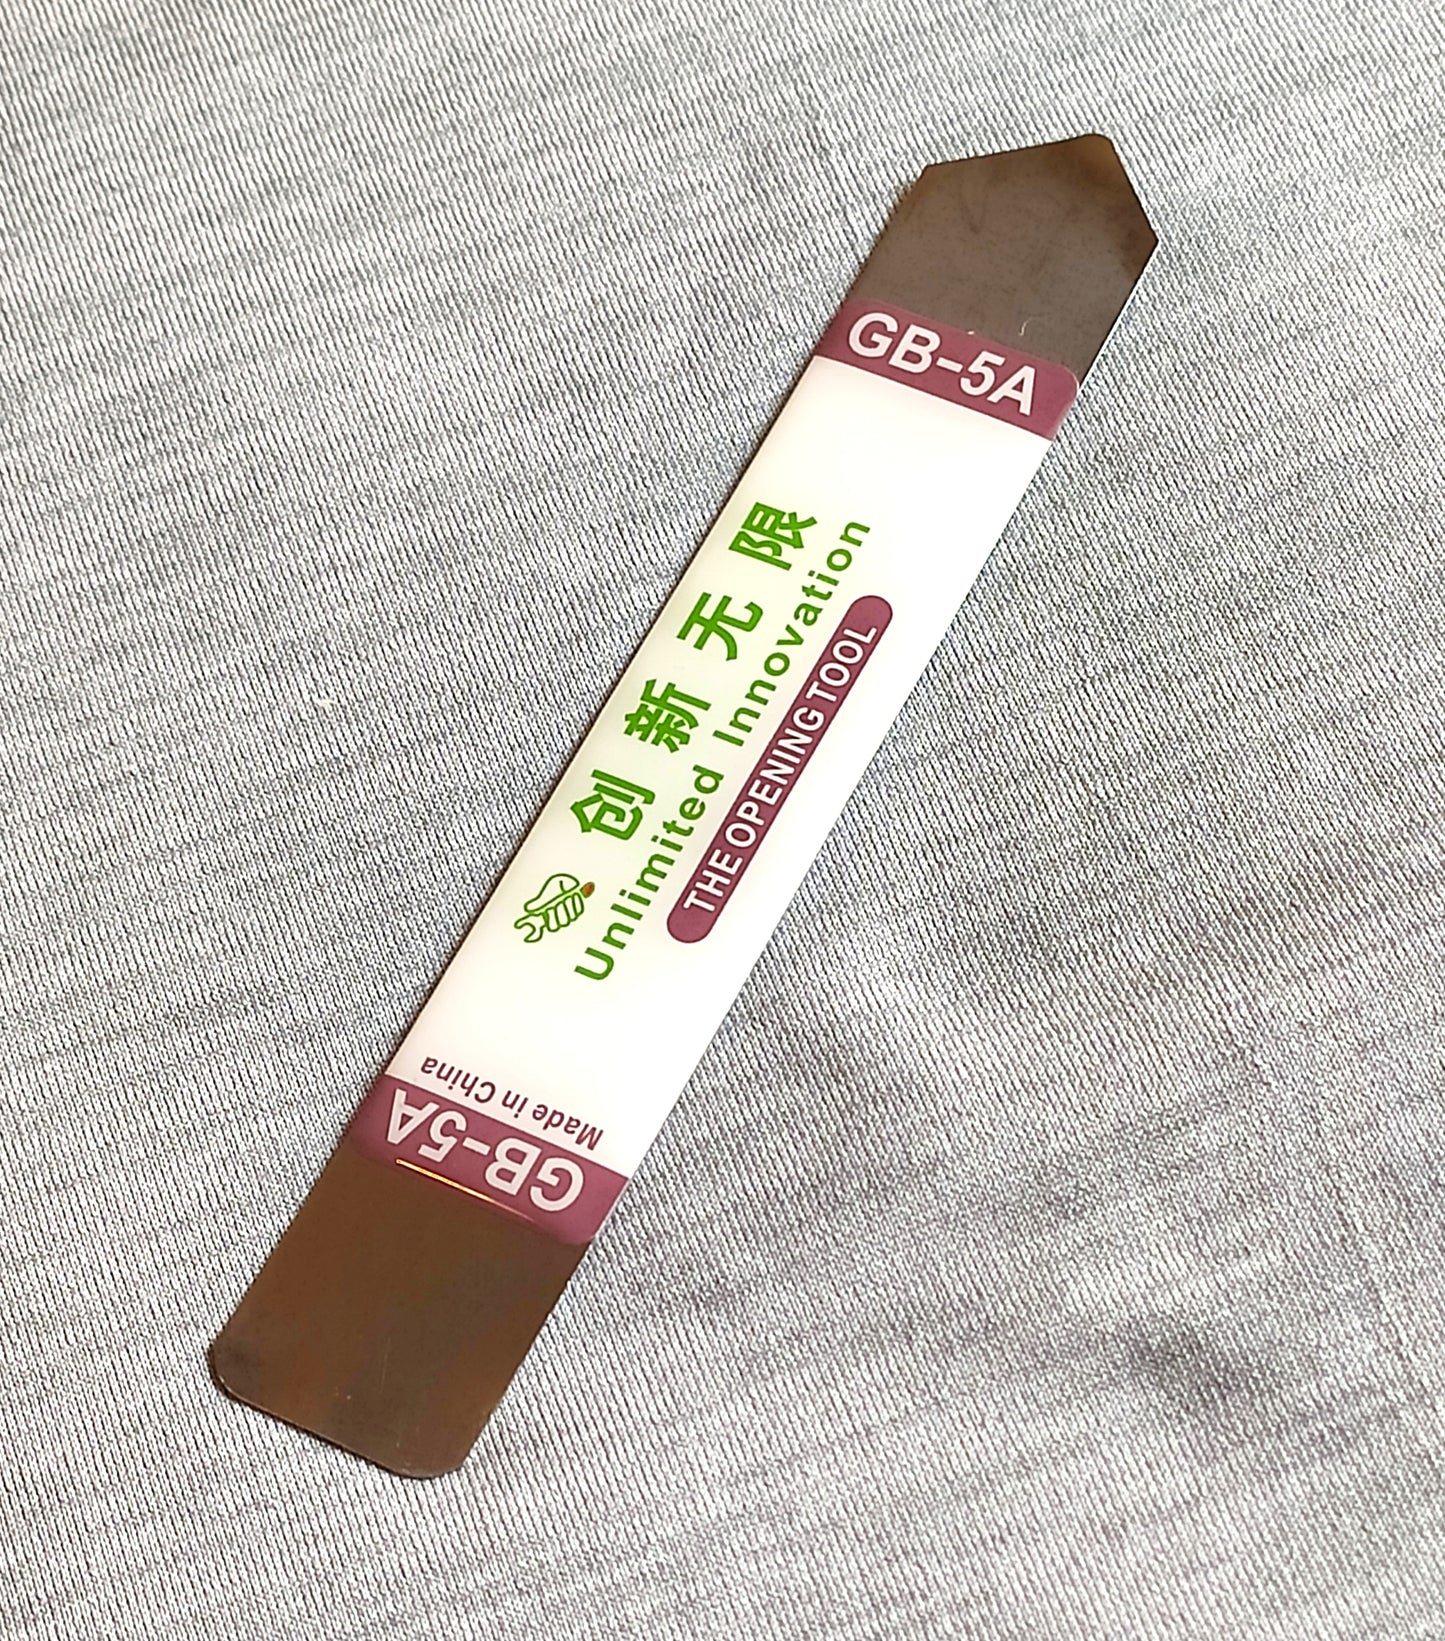 GB-5A
创新无限
Unlimited Innovation
THE OPENING TOOL
Made in China
GB-5A